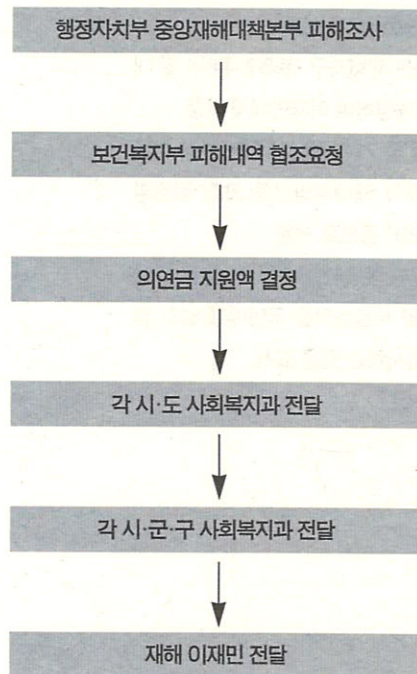 행정자치부 중앙재해대책본부 피해조사
보건복지부 피해내역 협조요청
의연금 지원액 결정
각 시·도 사회복지과 전달
각 시·군·구 사회복지과 전달
재해 이재민 전달